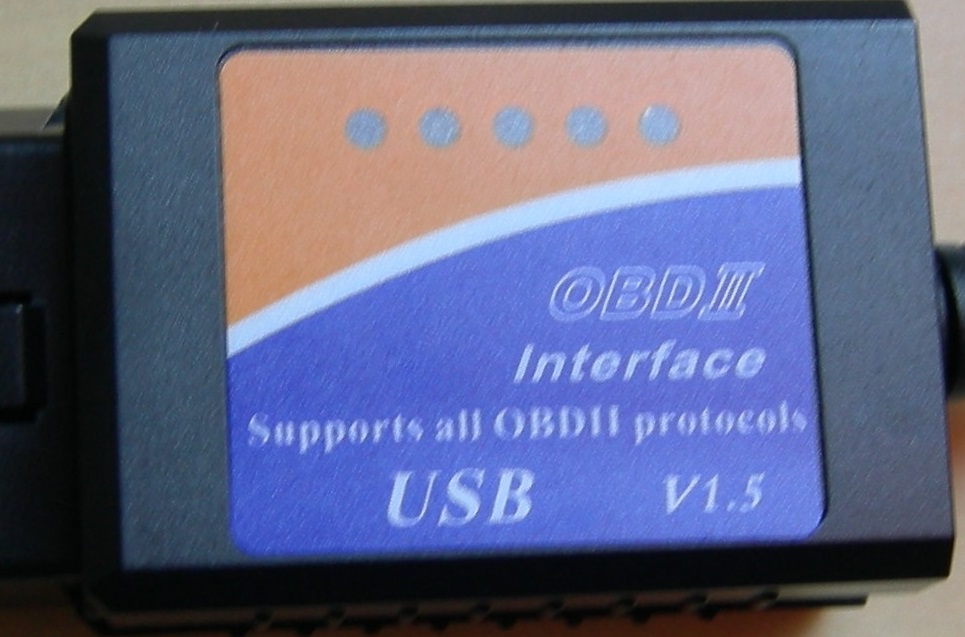 OBDII
Interface
Supports all OBDII protocols
USB V1.5